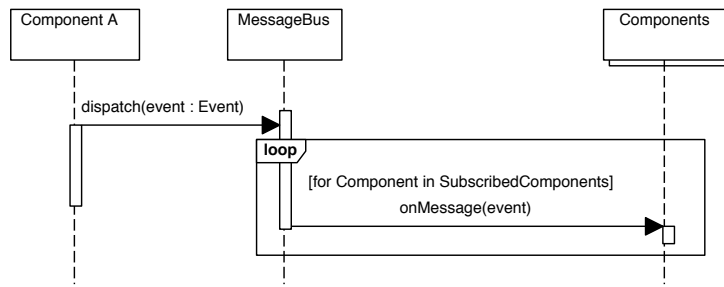 Component A
MessageBus
Components
dispatch(event : Event)
loop
[for Component in SubscribedComponents]
onMessage(event)